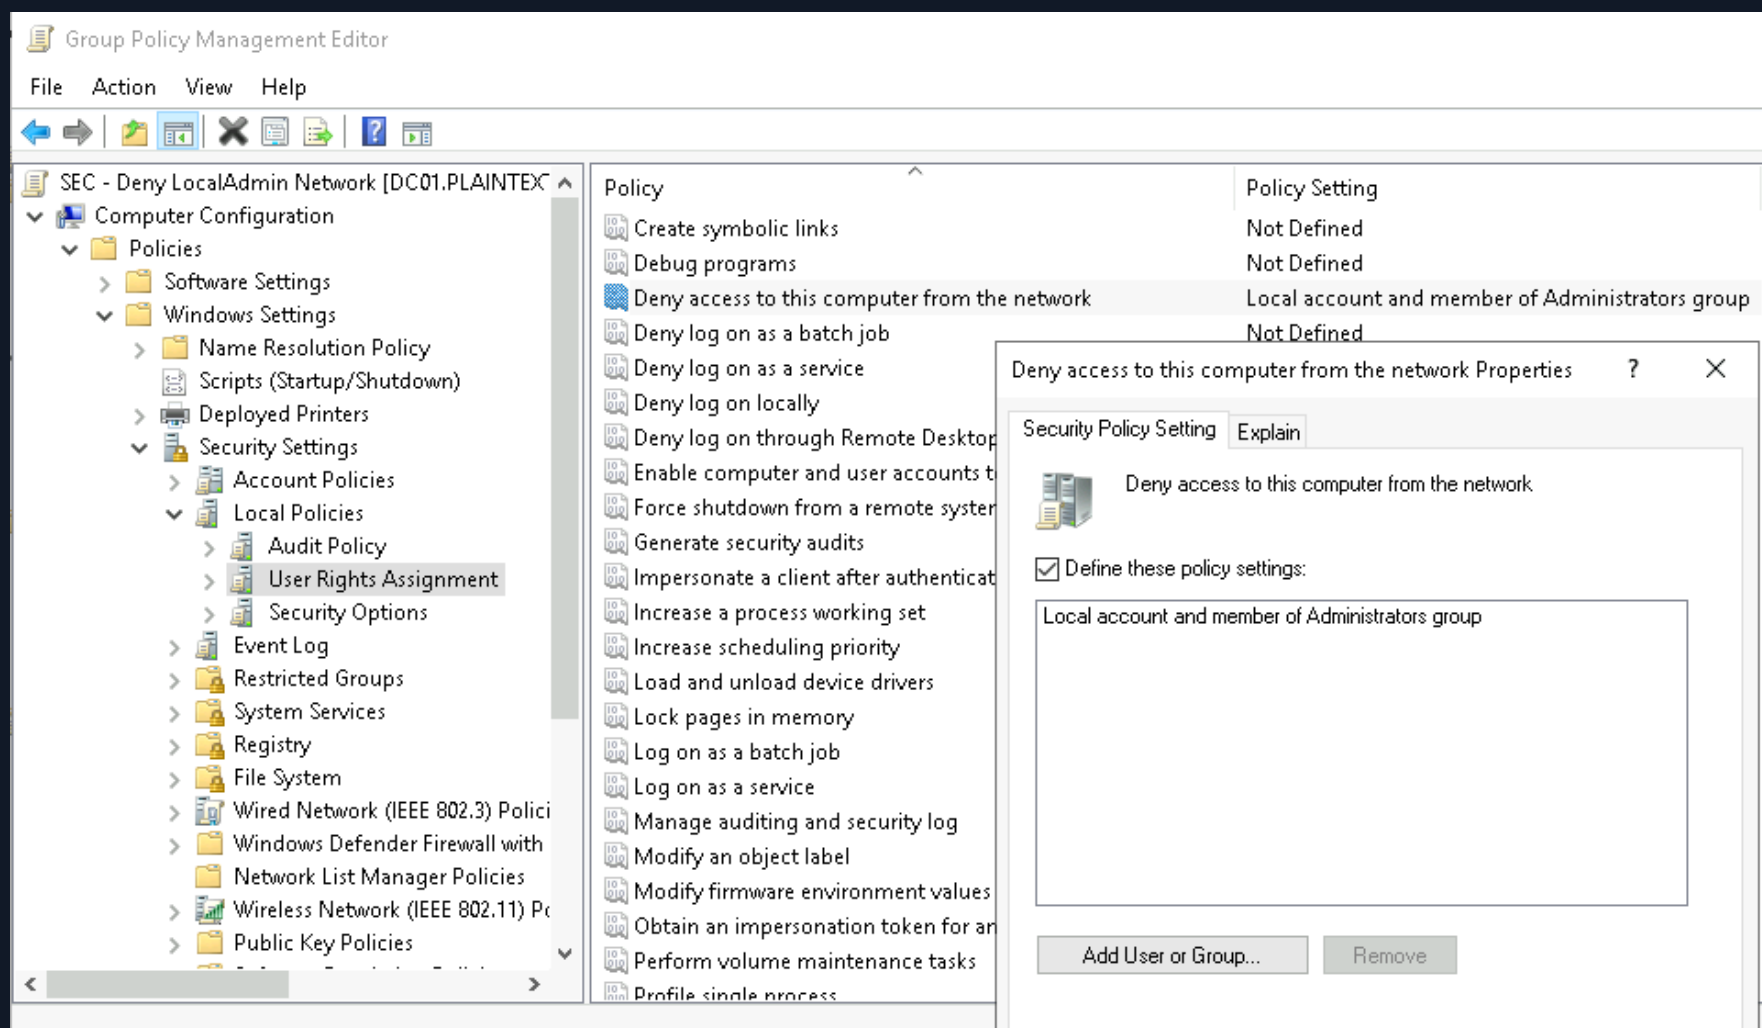 Group Policy Management Editor
File Action View Help
SEC - Deny LocalAdmin Network [DC01.PLAINTEXT
Computer Configuration
Policies
Software Settings
Windows Settings
Name Resolution Policy
Scripts (Startup/Shutdown)
Deployed Printers
Security Settings
Account Policies
Local Policies
Audit Policy
User Rights Assignment
Security Options
Event Log
Restricted Groups
System Services
Registry
File System
Wired Network (IEEE 802.3) Polici
Windows Defender Firewall with
Network List Manager Policies
Wireless Network (IEEE 802.11) Po
Public Key Policies
Policy Policy Setting
Create symbolic links Not Defined
Debug programs Not Defined
Deny access to this computer from the network Local account and member of Administrators group
Deny log on as a batch job Not Defined
Deny log on as a service
Deny log on locally
Deny log on through Remote Desktop
Enable computer and user accounts t
Force shutdown from a remote system
Generate security audits
Impersonate a client after authenticat
Increase a process working set
Increase scheduling priority
Load and unload device drivers
Lock pages in memory
Log on as a batch job
Log on as a service
Manage auditing and security log
Modify an object label
Modify firmware environment values
Obtain an impersonation token for an
Perform volume maintenance tasks
Profile single process
Deny access to this computer from the network Properties ?
Security Policy Setting Explain
Deny access to this computer from the network
Define these policy settings:
Local account and member of Administrators group
Add User or Group... Remove